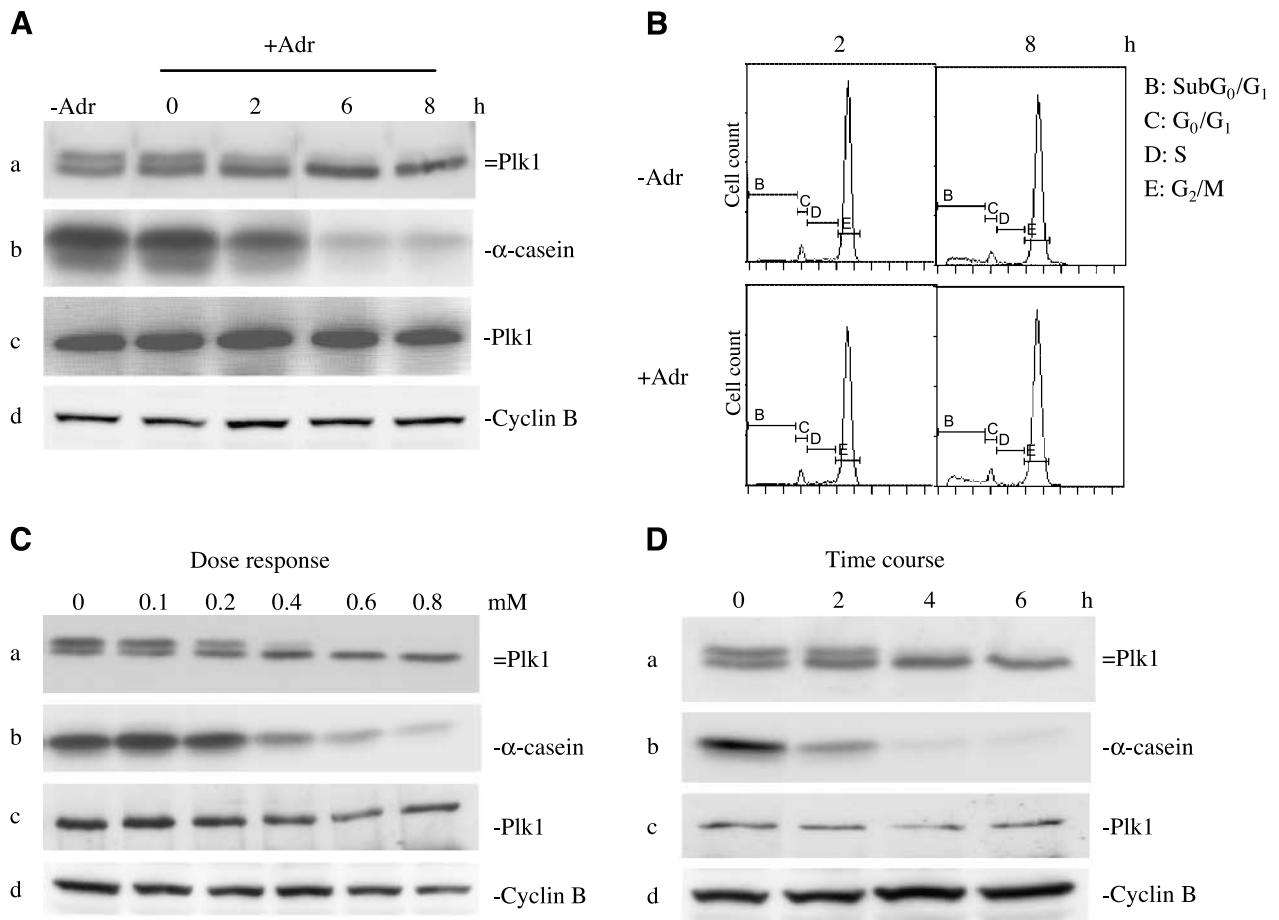 A
+Adr
-Adr 0 2 6 8 h
a =Plk1
b -α-casein
c -Plk1
d -Cyclin B
B
2 8 h
-Adr
Cell count
B C D E
B C D E
B: SubG₀/G₁
C: G₀/G₁
D: S
E: G₂/M
+Adr
Cell count
B C D E
B C D E
C
Dose response
0 0.1 0.2 0.4 0.6 0.8 mM
a =Plk1
b -α-casein
c -Plk1
d -Cyclin B
D
Time course
0 2 4 6 h
a =Plk1
b -α-casein
c -Plk1
d -Cyclin B